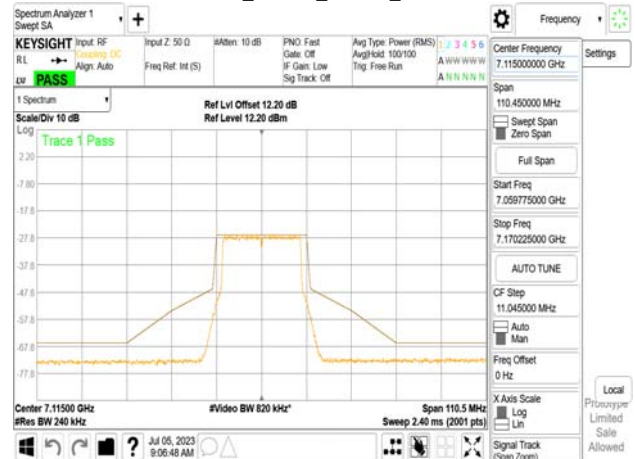 Spectrum Analyzer 1
Swept SA
+
Frequency
KEYSIGHT
RL
LV PASS
Input: RF
Coupling: DC
Align: Auto
Input Z: 50 Ω
Freq Ref: Int (S)
#Atten: 10 dB
PNO: Fast
Gate: Off
IF Gain: Low
Sig Track: Off
Avg Type: Power (RMS)
Avg|Hold: 100/100
Trig: Free Run
1 2 3 4 5 6
A W W W W W
A N N N N N
Center Frequency
7.115000000 GHz
Settings
Span
110.450000 MHz
Swept Span
Zero Span
Full Span
Start Freq
7.059775000 GHz
Stop Freq
7.170225000 GHz
AUTO TUNE
CF Step
11.045000 MHz
Auto
Man
Freq Offset
0 Hz
X Axis Scale
Log
Lin
Signal Track
(Span Zoom)
Local
Prototype
Limited
Sale
Allowed
1 Spectrum
Scale/Div 10 dB
Ref Lvl Offset 12.20 dB
Ref Level 12.20 dBm
Log
Trace 1 Pass
2.20
-7.80
-17.8
-27.8
-37.8
-47.8
-57.8
-67.8
-77.8
Center 7.11500 GHz
#Res BW 240 kHz
#Video BW 820 kHz*
Span 110.5 MHz
Sweep 2.40 ms (2001 pts)
?
Jul 05, 2023
9:06:48 AM